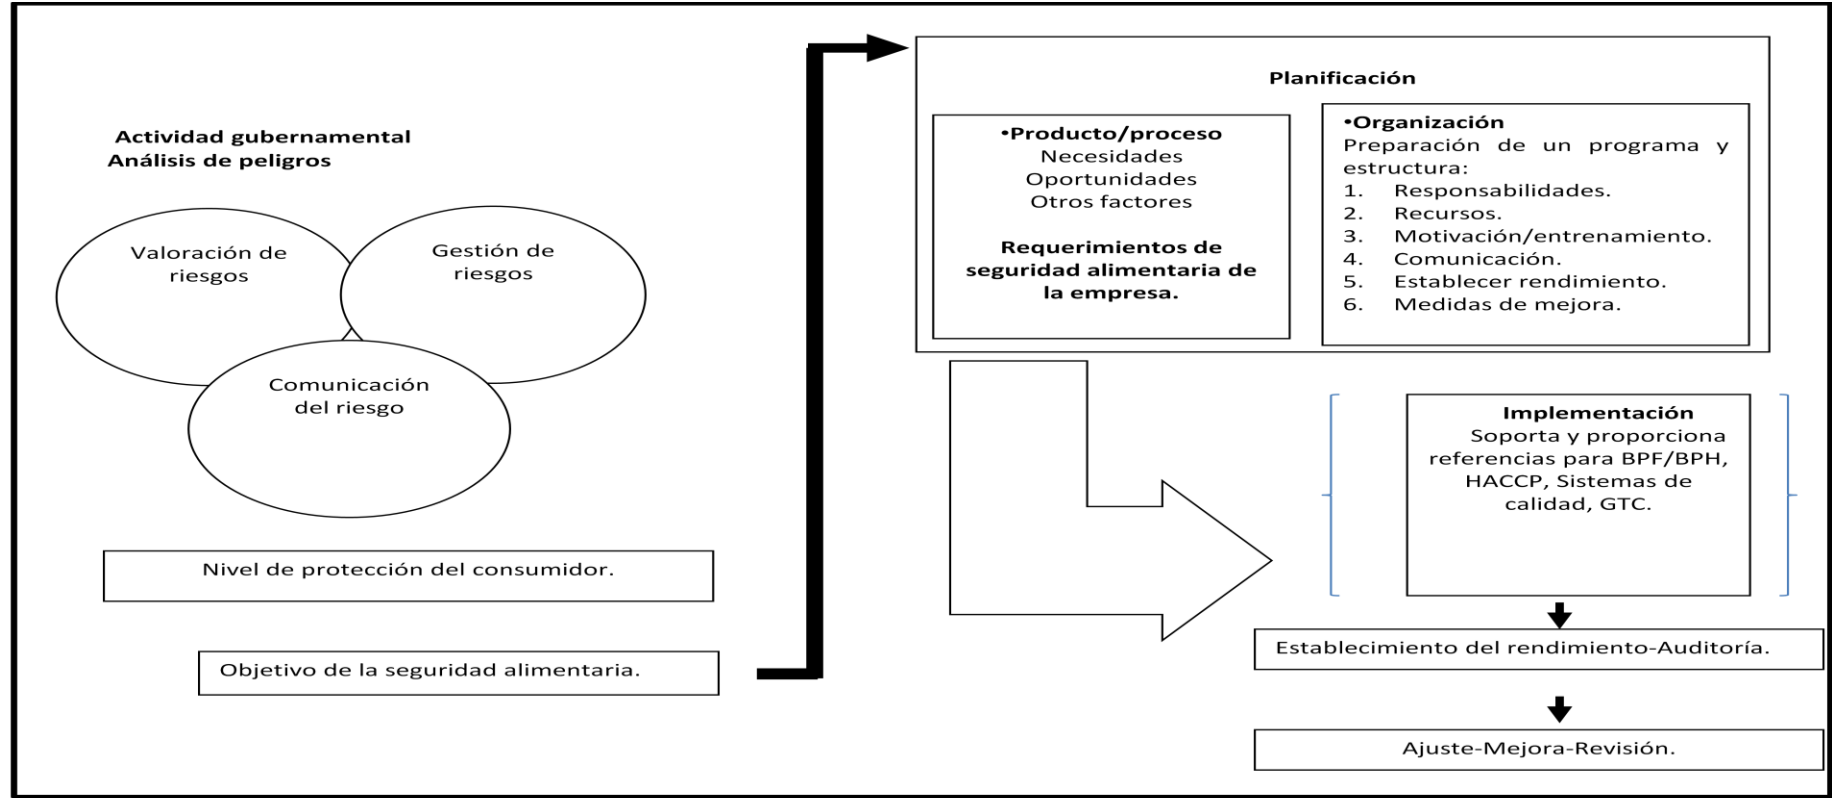 Actividad gubernamental
Análisis de peligros
Valoración de
riesgos
Gestión de
riesgos
Comunicación
del riesgo
Nivel de protección del consumidor.
Objetivo de la seguridad alimentaria.
Planificación
•Producto/proceso
Necesidades
Oportunidades
Otros factores
Requerimientos de
seguridad alimentaria de
la empresa.
•Organización
Preparación de un programa y
estructura:
1. Responsabilidades.
2. Recursos.
3. Motivación/entrenamiento.
4. Comunicación.
5. Establecer rendimiento.
6. Medidas de mejora.
Implementación
Soporta y proporciona
referencias para BPF/BPH,
HACCP, Sistemas de
calidad, GTC.
Establecimiento del rendimiento-Auditoría.
Ajuste-Mejora-Revisión.